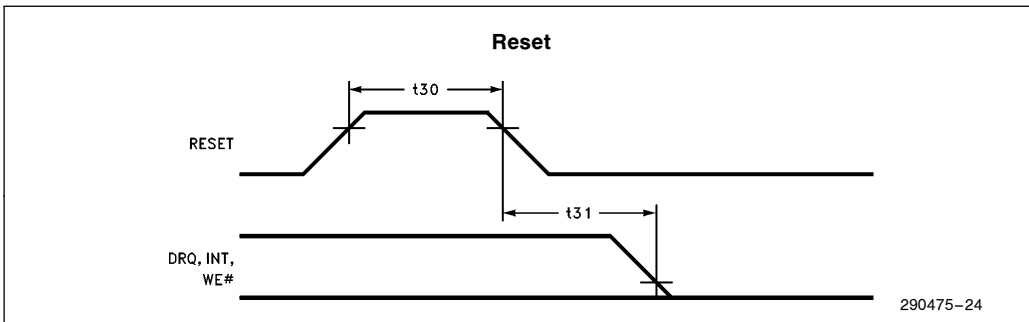 Reset
t30
RESET
t31
DRQ, INT,
WE#
290475–24